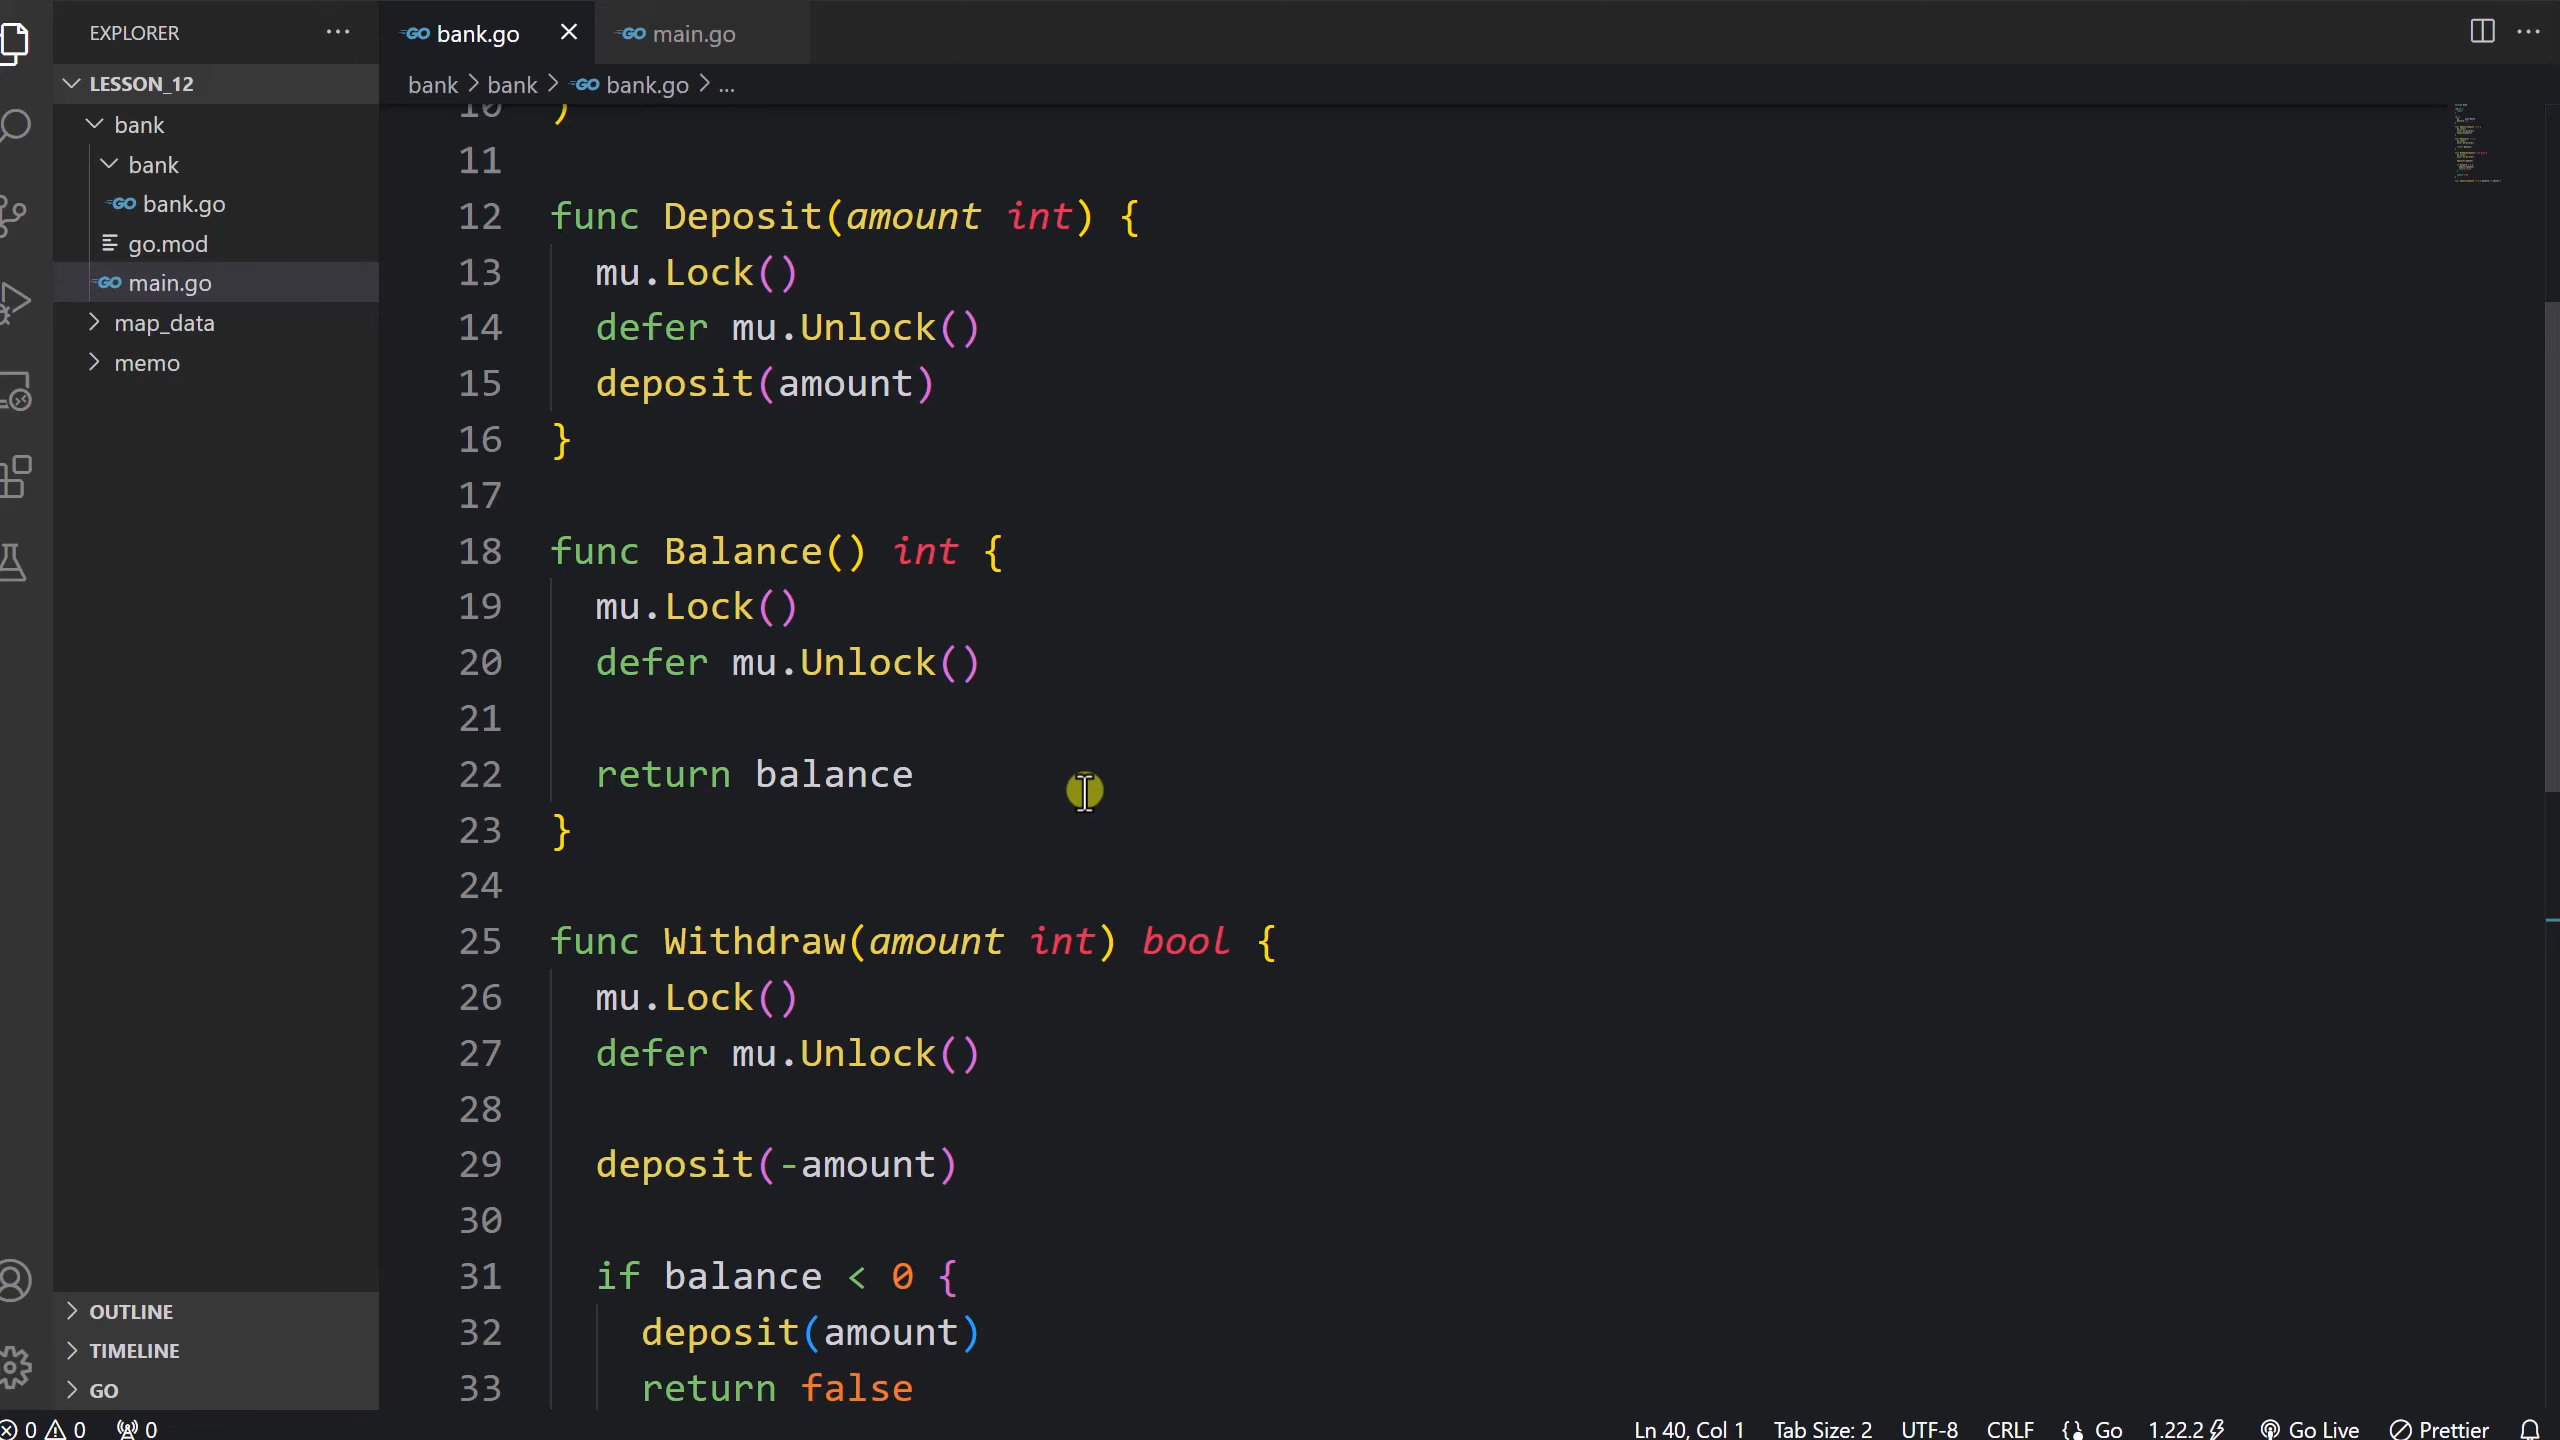 EXPLORER
bank.go
main.go
LESSON_12
bank > bank > bank.go > ...
bank
bank
bank.go
go.mod
main.go
map_data
memo
10 )
11
12 func Deposit(amount int) {
13 mu.Lock()
14 defer mu.Unlock()
15 deposit(amount)
16 }
17
18 func Balance() int {
19 mu.Lock()
20 defer mu.Unlock()
21
22 return balance
23 }
24
25 func Withdraw(amount int) bool {
26 mu.Lock()
27 defer mu.Unlock()
28
29 deposit(-amount)
30
31 if balance < 0 {
32 deposit(amount)
33 return false
OUTLINE
TIMELINE
GO
0 0 0 Ln 40, Col 1 Tab Size: 2 UTF-8 CRLF Go 1.22.2 Go Live Prettier